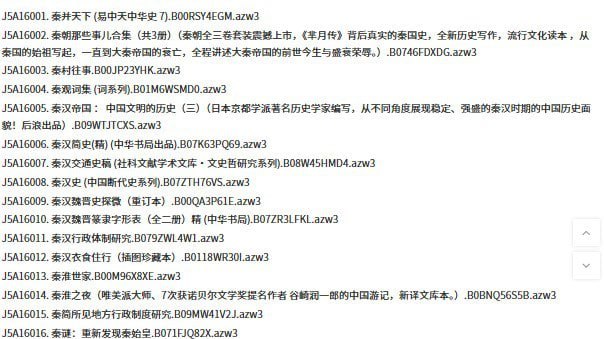 J5A16001. 秦并天下 (易中天中华史 7).B00RSY4EGM.azw3
J5A16002. 秦朝那些事儿合集（共3册）（秦朝全三卷套装震撼上市，《芈月传》背后真实的秦国史，全新历史写作，流行文化读本 ，从
秦国的始祖写起，一直到大秦帝国的衰亡，全程讲述大秦帝国的前世今生与盛衰荣辱。）.B0746FDXDG.azw3
J5A16003. 秦村往事.B00JP23YHK.azw3
J5A16004. 秦观词集 (词系列).B01M6WSMD0.azw3
J5A16005. 秦汉帝国 ： 中国文明的历史（三）（日本京都学派著名历史学家编写，从不同角度展现稳定、强盛的秦汉时期的中国历史面
貌！后浪出品）.B09WTJTCXS.azw3
J5A16006. 秦汉简史(精) (中华书局出品).B07K63PQ69.azw3
J5A16007. 秦汉交通史稿 (社科文献学术文库・文史哲研究系列).B08W45HMD4.azw3
J5A16008. 秦汉史 (中国断代史系列).B07ZTH76VS.azw3
J5A16009. 秦汉魏晋史探微（重订本）.B00QA3P61E.azw3
J5A16010. 秦汉魏晋篆隶字形表（全二册）精 (中华书局).B07ZR3LFKL.azw3
J5A16011. 秦汉行政体制研究.B079ZWL4W1.azw3
J5A16012. 秦汉衣食住行（插图珍藏本）.B0118WR30I.azw3
J5A16013. 秦淮世家.B00M96X8XE.azw3
J5A16014. 秦淮之夜（唯美派大师、7次获诺贝尔文学奖提名作者 谷崎润一郎的中国游记，新译文库本。）.B0BNQ56S5B.azw3
J5A16015. 秦简所见地方行政制度研究.B09MW41V2J.azw3
J5A16016. 秦谜：重新发现秦始皇.B071FJQ82X.azw3